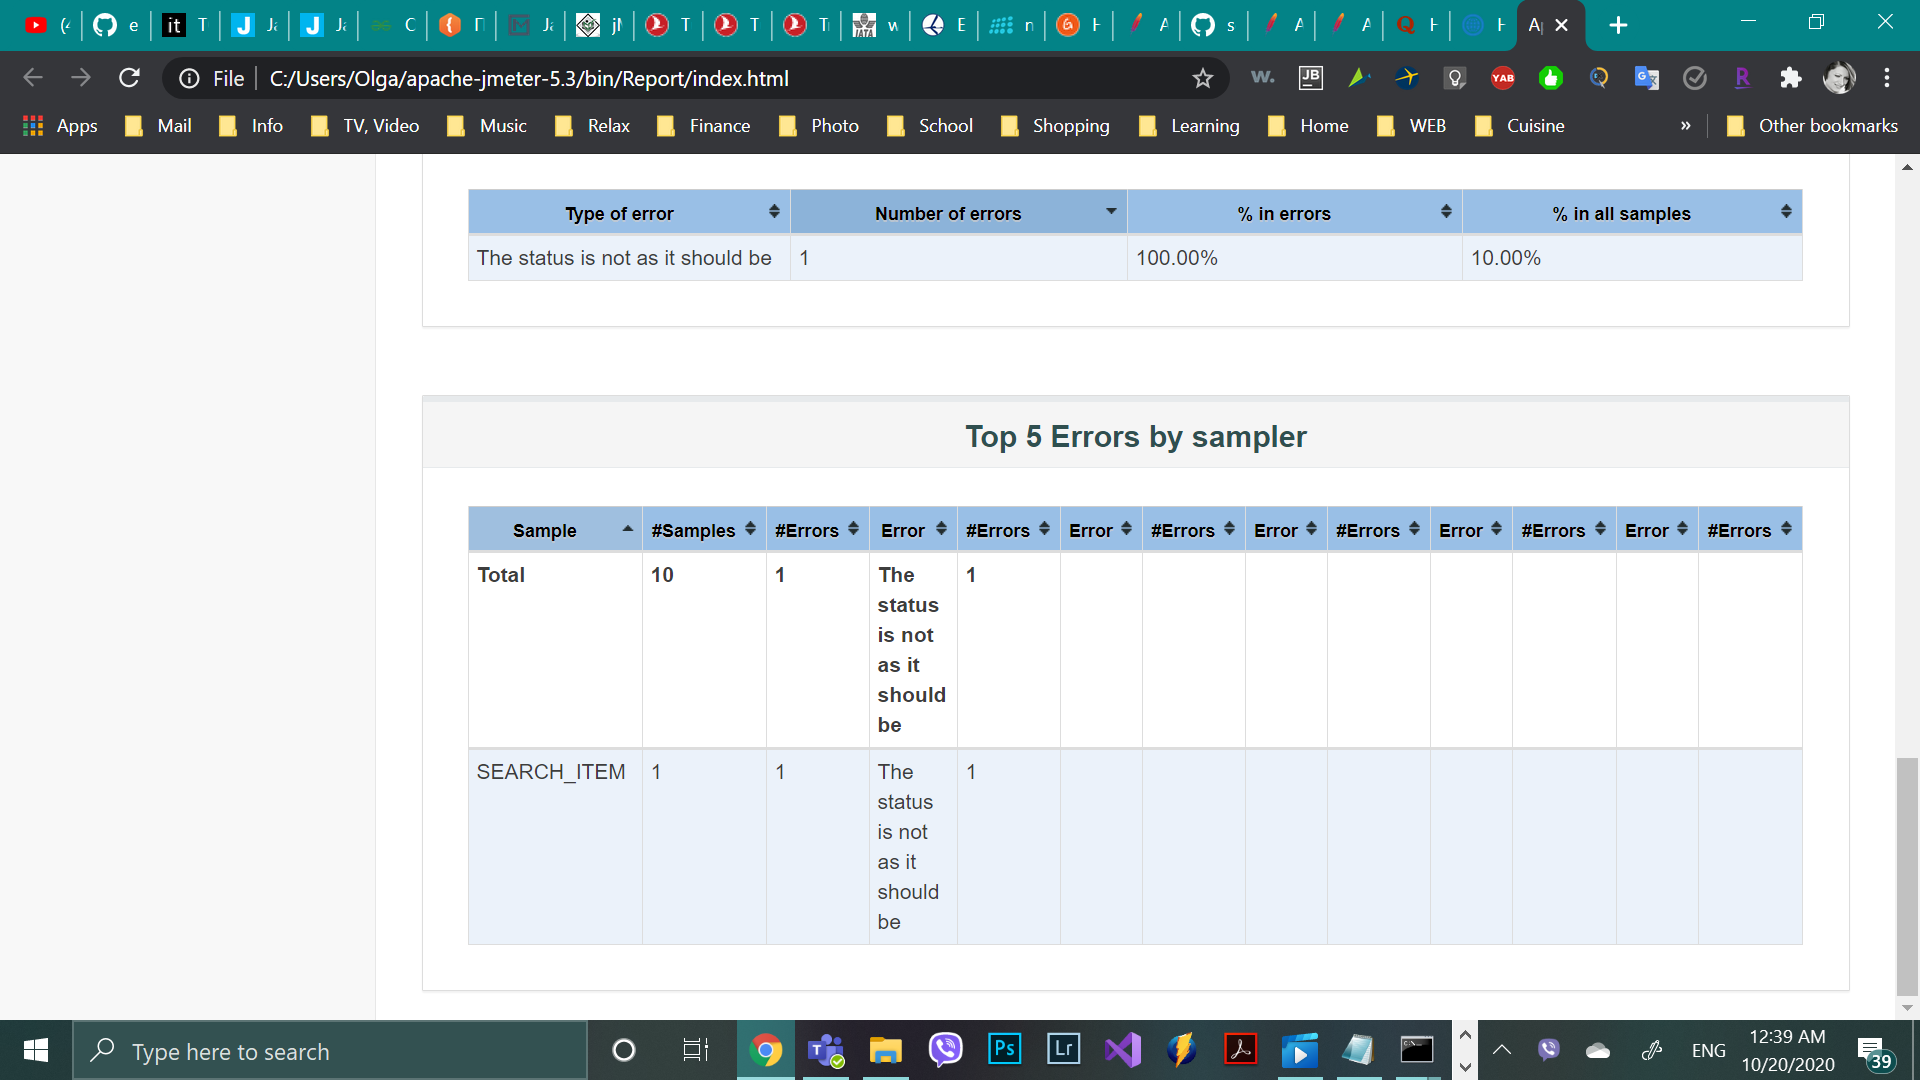 File C:/Users/Olga/apache-jmeter-5.3/bin/Report/index.html
Apps Mail Info TV, Video Music Relax Finance Photo School Shopping Learning Home WEB Cuisine » Other bookmarks
Type of error Number of errors % in errors % in all samples
The status is not as it should be 1 100.00% 10.00%
Top 5 Errors by sampler
Sample #Samples #Errors Error #Errors Error #Errors Error #Errors Error #Errors Error #Errors
Total 10 1 The 1
status
is not
as it
should
be
SEARCH_ITEM 1 1 The 1
status
is not
as it
should
be
Type here to search
Ps Lr
ENG
12:39 AM
10/20/2020
39